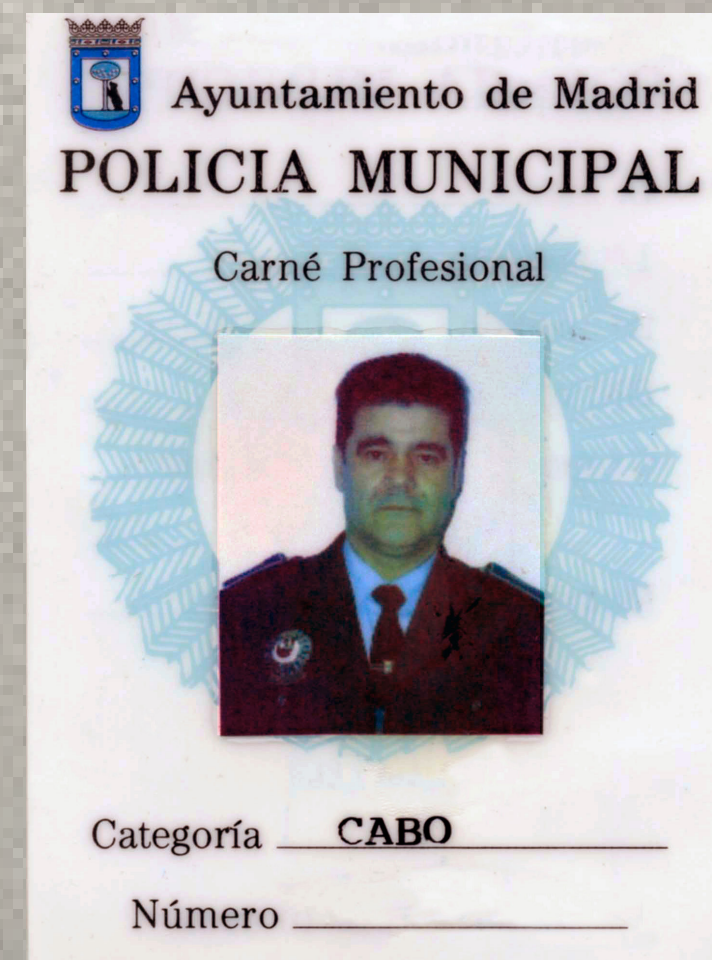 Ayuntamiento de Madrid
POLICIA MUNICIPAL
Carné Profesional
Categoría CABO
Número